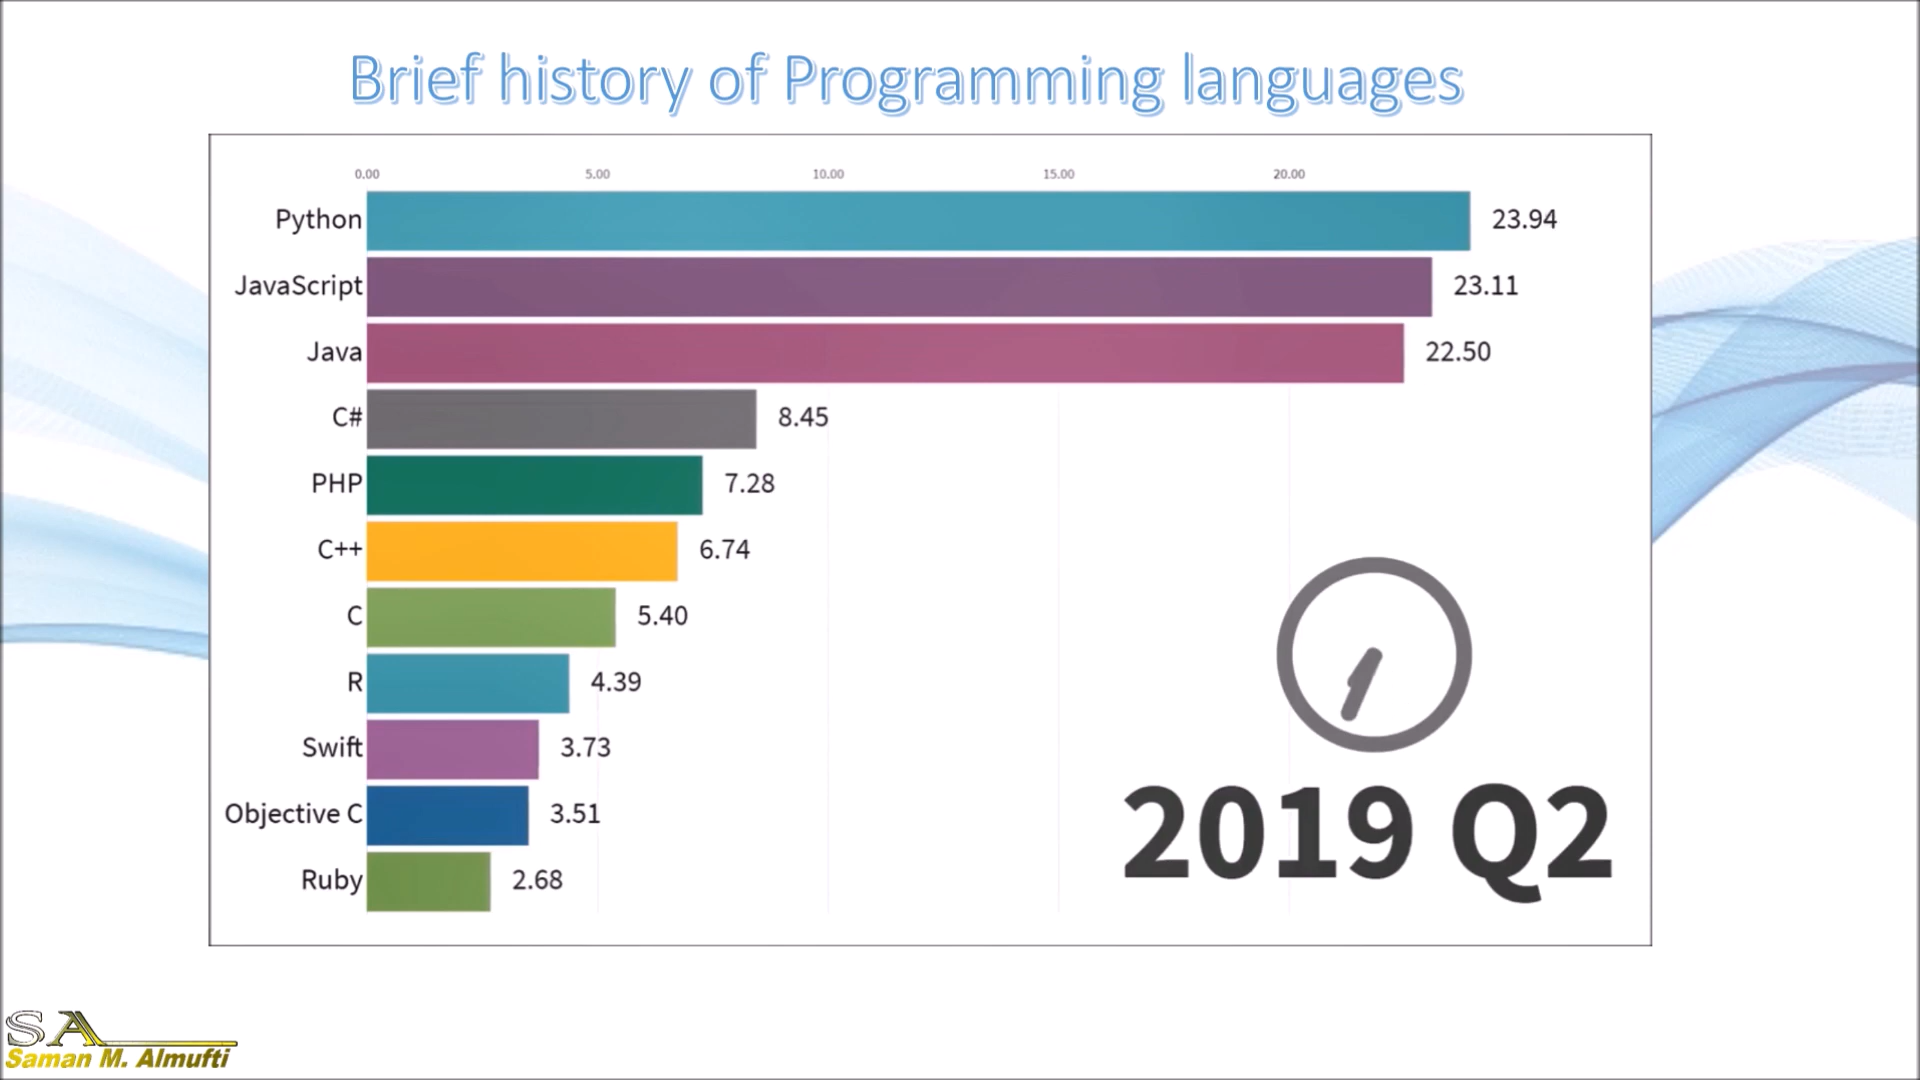 Brief history of Programming languages
0.00 5.00 10.00 15.00 20.00
Python 23.94
JavaScript 23.11
Java 22.50
C# 8.45
PHP 7.28
C++ 6.74
C 5.40
R 4.39
Swift 3.73
Objective C 3.51
Ruby 2.68
2019 Q2
SA
Saman M. Almufti